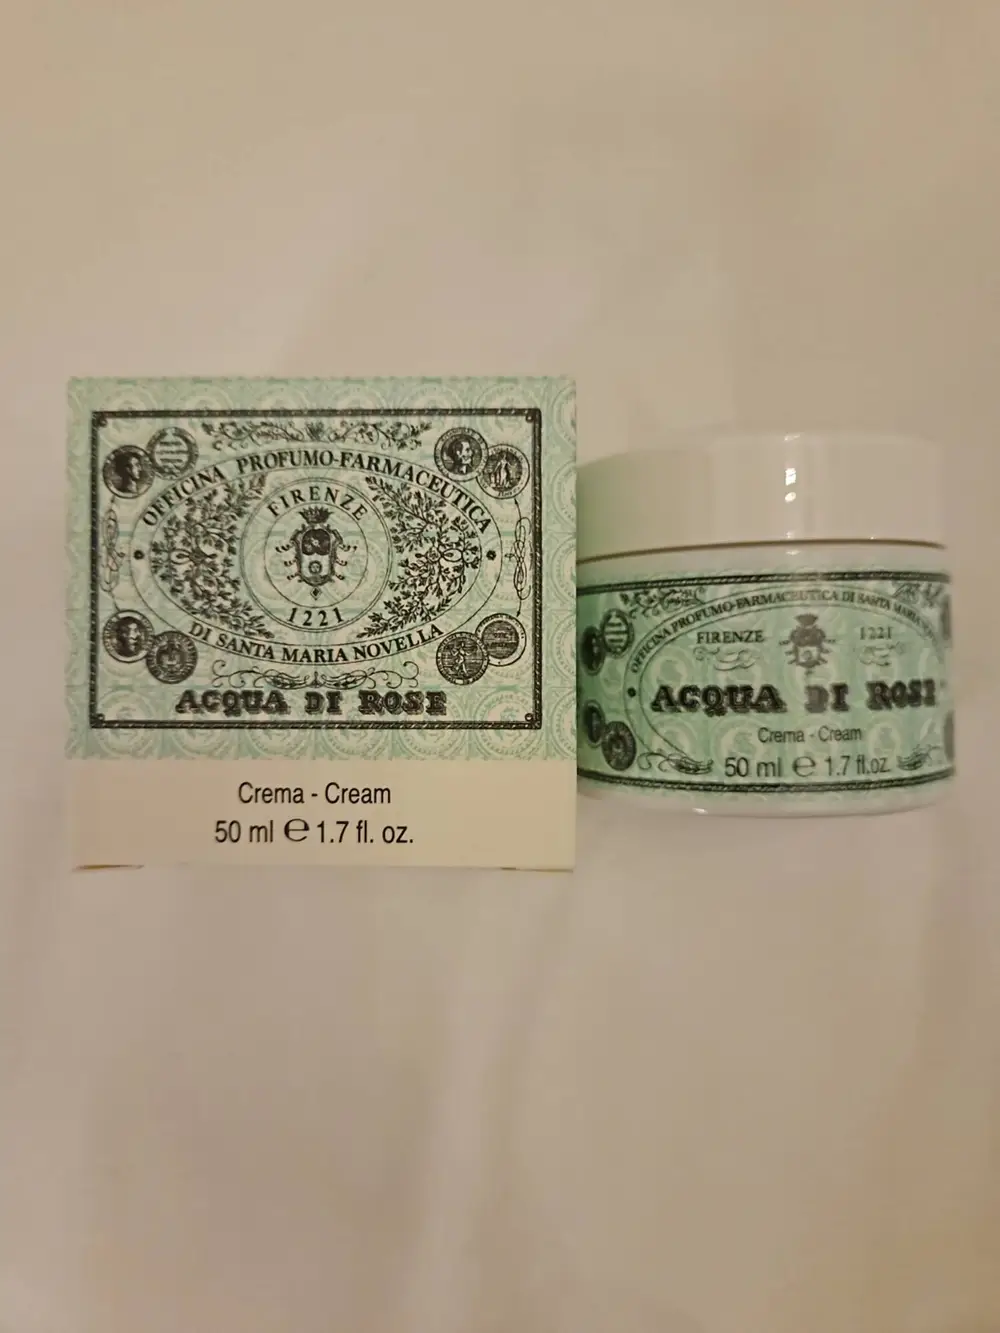 OFFICINA PROFUMO-FARMACEUTICA
FIRENZE
1221
DI SANTA MARIA NOVELLA
ACQUA DI ROSE
Crema - Cream
50 ml ℮ 1.7 fl. oz.
OFFICINA PROFUMO-FARMACEUTICA DI SANTA MARIA
FIRENZE 1221
ACQUA DI ROSE
Crema - Cream
50 ml ℮ 1.7 fl.oz.